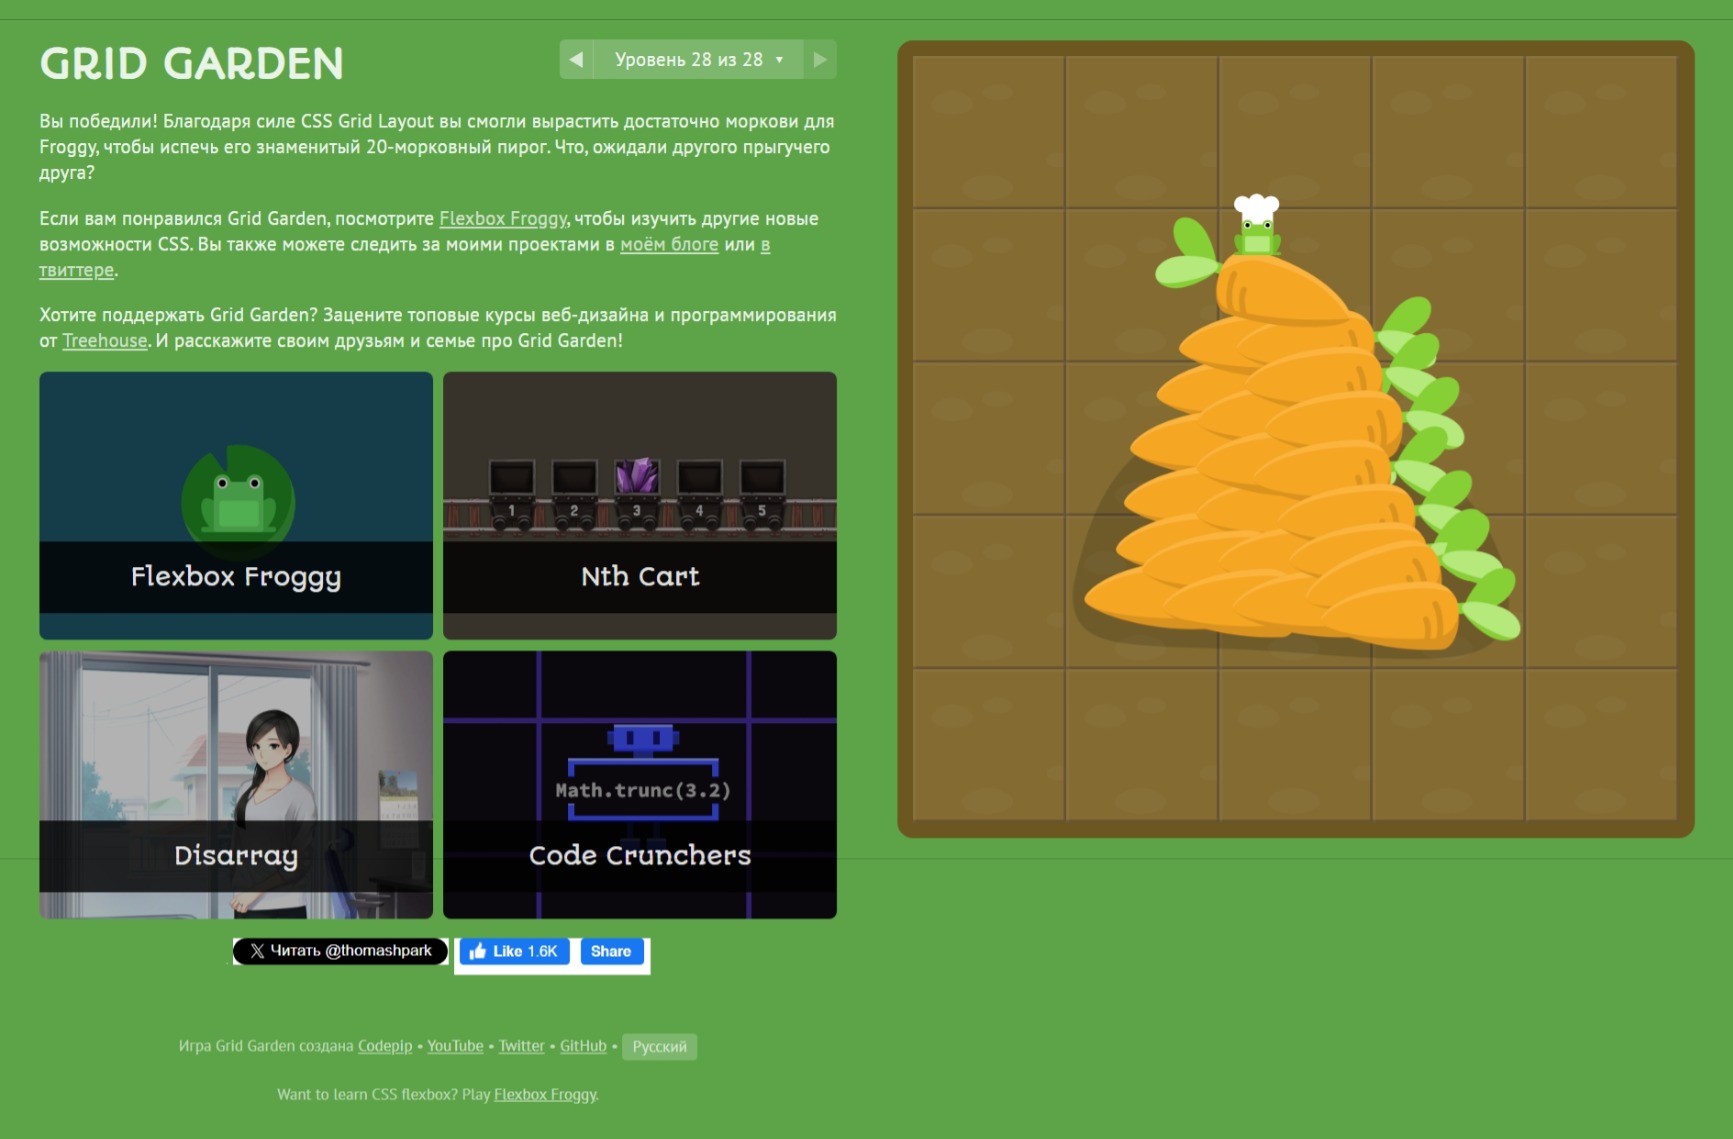 GRID GARDEN
Уровень 28 из 28
Вы победили! Благодаря силе CSS Grid Layout вы смогли вырастить достаточно моркови для
Froggy, чтобы испечь его знаменитый 20-морковный пирог. Что, ожидали другого прыгучего
друга?
Если вам понравился Grid Garden, посмотрите Flexbox Froggy, чтобы изучить другие новые
возможности CSS. Вы также можете следить за моими проектами в моём блоге или в
твиттере.
Хотите поддержать Grid Garden? Зацените топовые курсы веб-дизайна и программирования
от Treehouse. И расскажите своим друзьям и семье про Grid Garden!
Flexbox Froggy
1 2 3 4 5
Nth Cart
Disarray
Math.trunc(3.2)
Code Crunchers
Читать @thomashpark
Like 1.6K
Share
Игра Grid Garden создана Codepip • YouTube • Twitter • GitHub • Русский
Want to learn CSS flexbox? Play Flexbox Froggy.